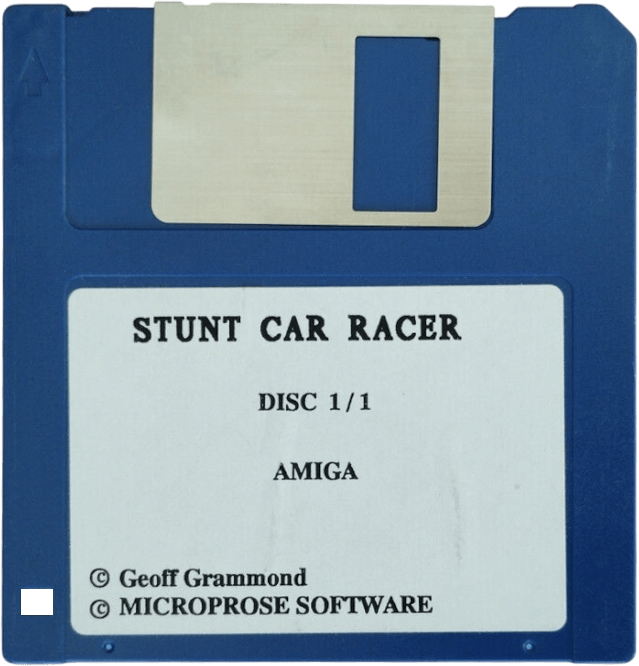 STUNT CAR RACER
DISC 1/1
AMIGA
© Geoff Grammond
© MICROPROSE SOFTWARE